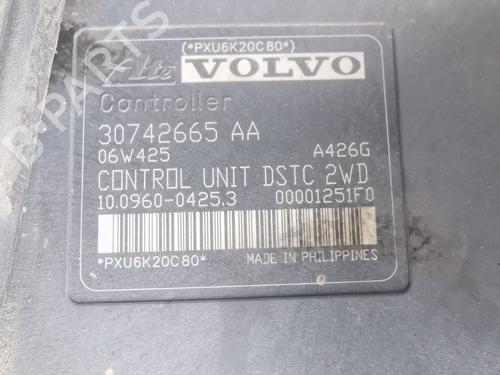 (*PXU6K20C80*)
Ate VOLVO
Controller
30742665 AA
06W425 A426G
CONTROL UNIT DSTC 2WD
10.0960-0425.3 00001251F0
*PXU6K20C80* MADE IN PHILIPPINES
B-PARTS